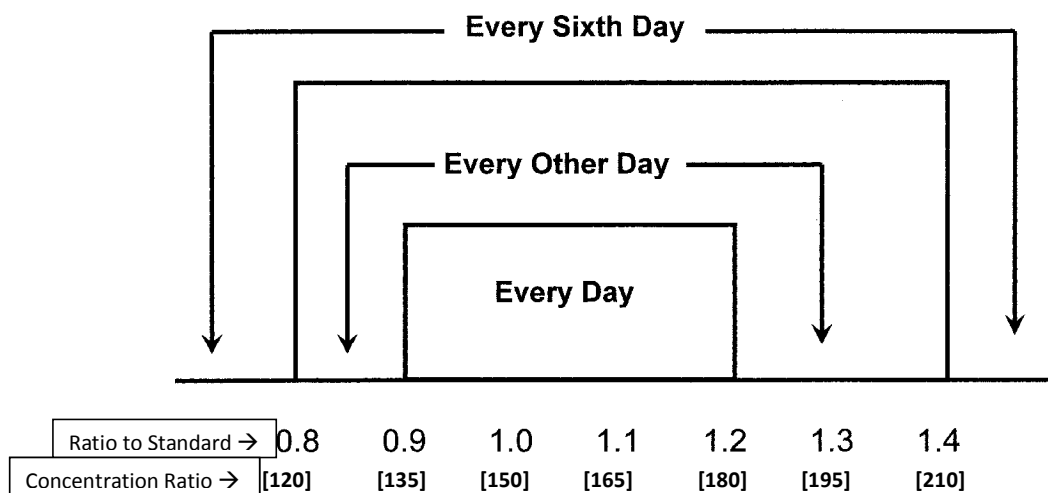 Every Sixth Day
Every Other Day
Every Day
Ratio to Standard → 0.8 0.9 1.0 1.1 1.2 1.3 1.4
Concentration Ratio → [120] [135] [150] [165] [180] [195] [210]